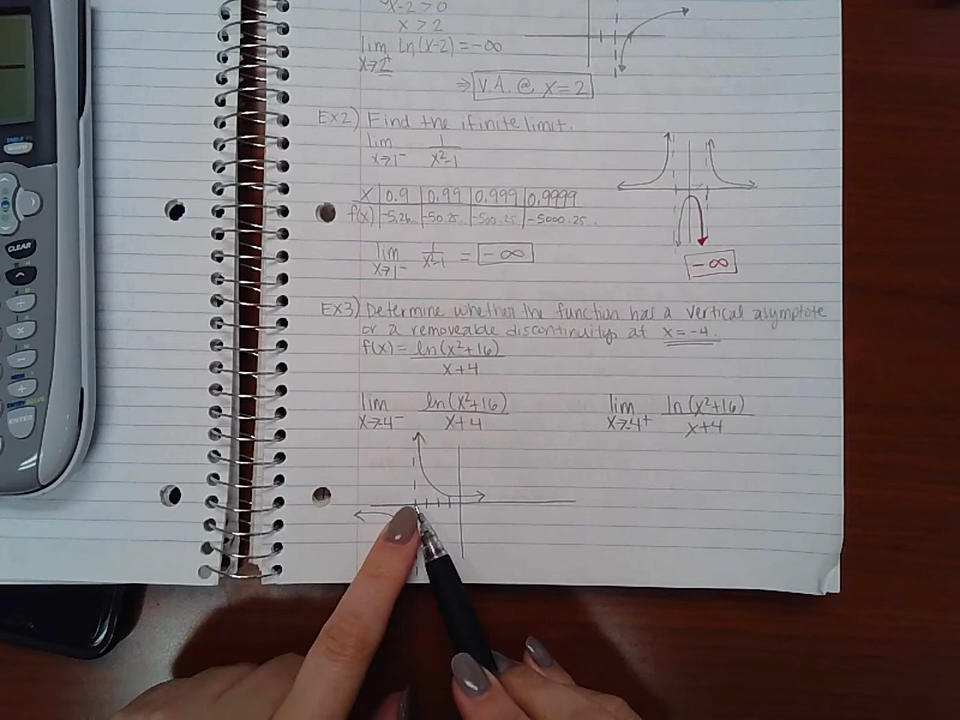 x-2>0
x>2
lim ln(x-2) = -∞
x→2⁺
⇒ V.A. @ x=2
Ex2) Find the ifinite limit.
lim 1/(x²-1)
x→1⁻
x | 0.9 | 0.99 | 0.999 | 0.9999
f(x) | -5.26.. | -50.25.. | -500.25 | -5000.25..
lim 1/(x²-1) = -∞
x→1⁻
-∞
Ex3) Determine whether the function has a vertical asymptote
or a removeable discontinuity at x=-4.
f(x) = ln(x²+16)/(x+4)
lim ln(x²+16)/(x+4)
x→-4⁻
lim ln(x²+16)/(x+4)
x→-4⁺
CLEAR
ENTER